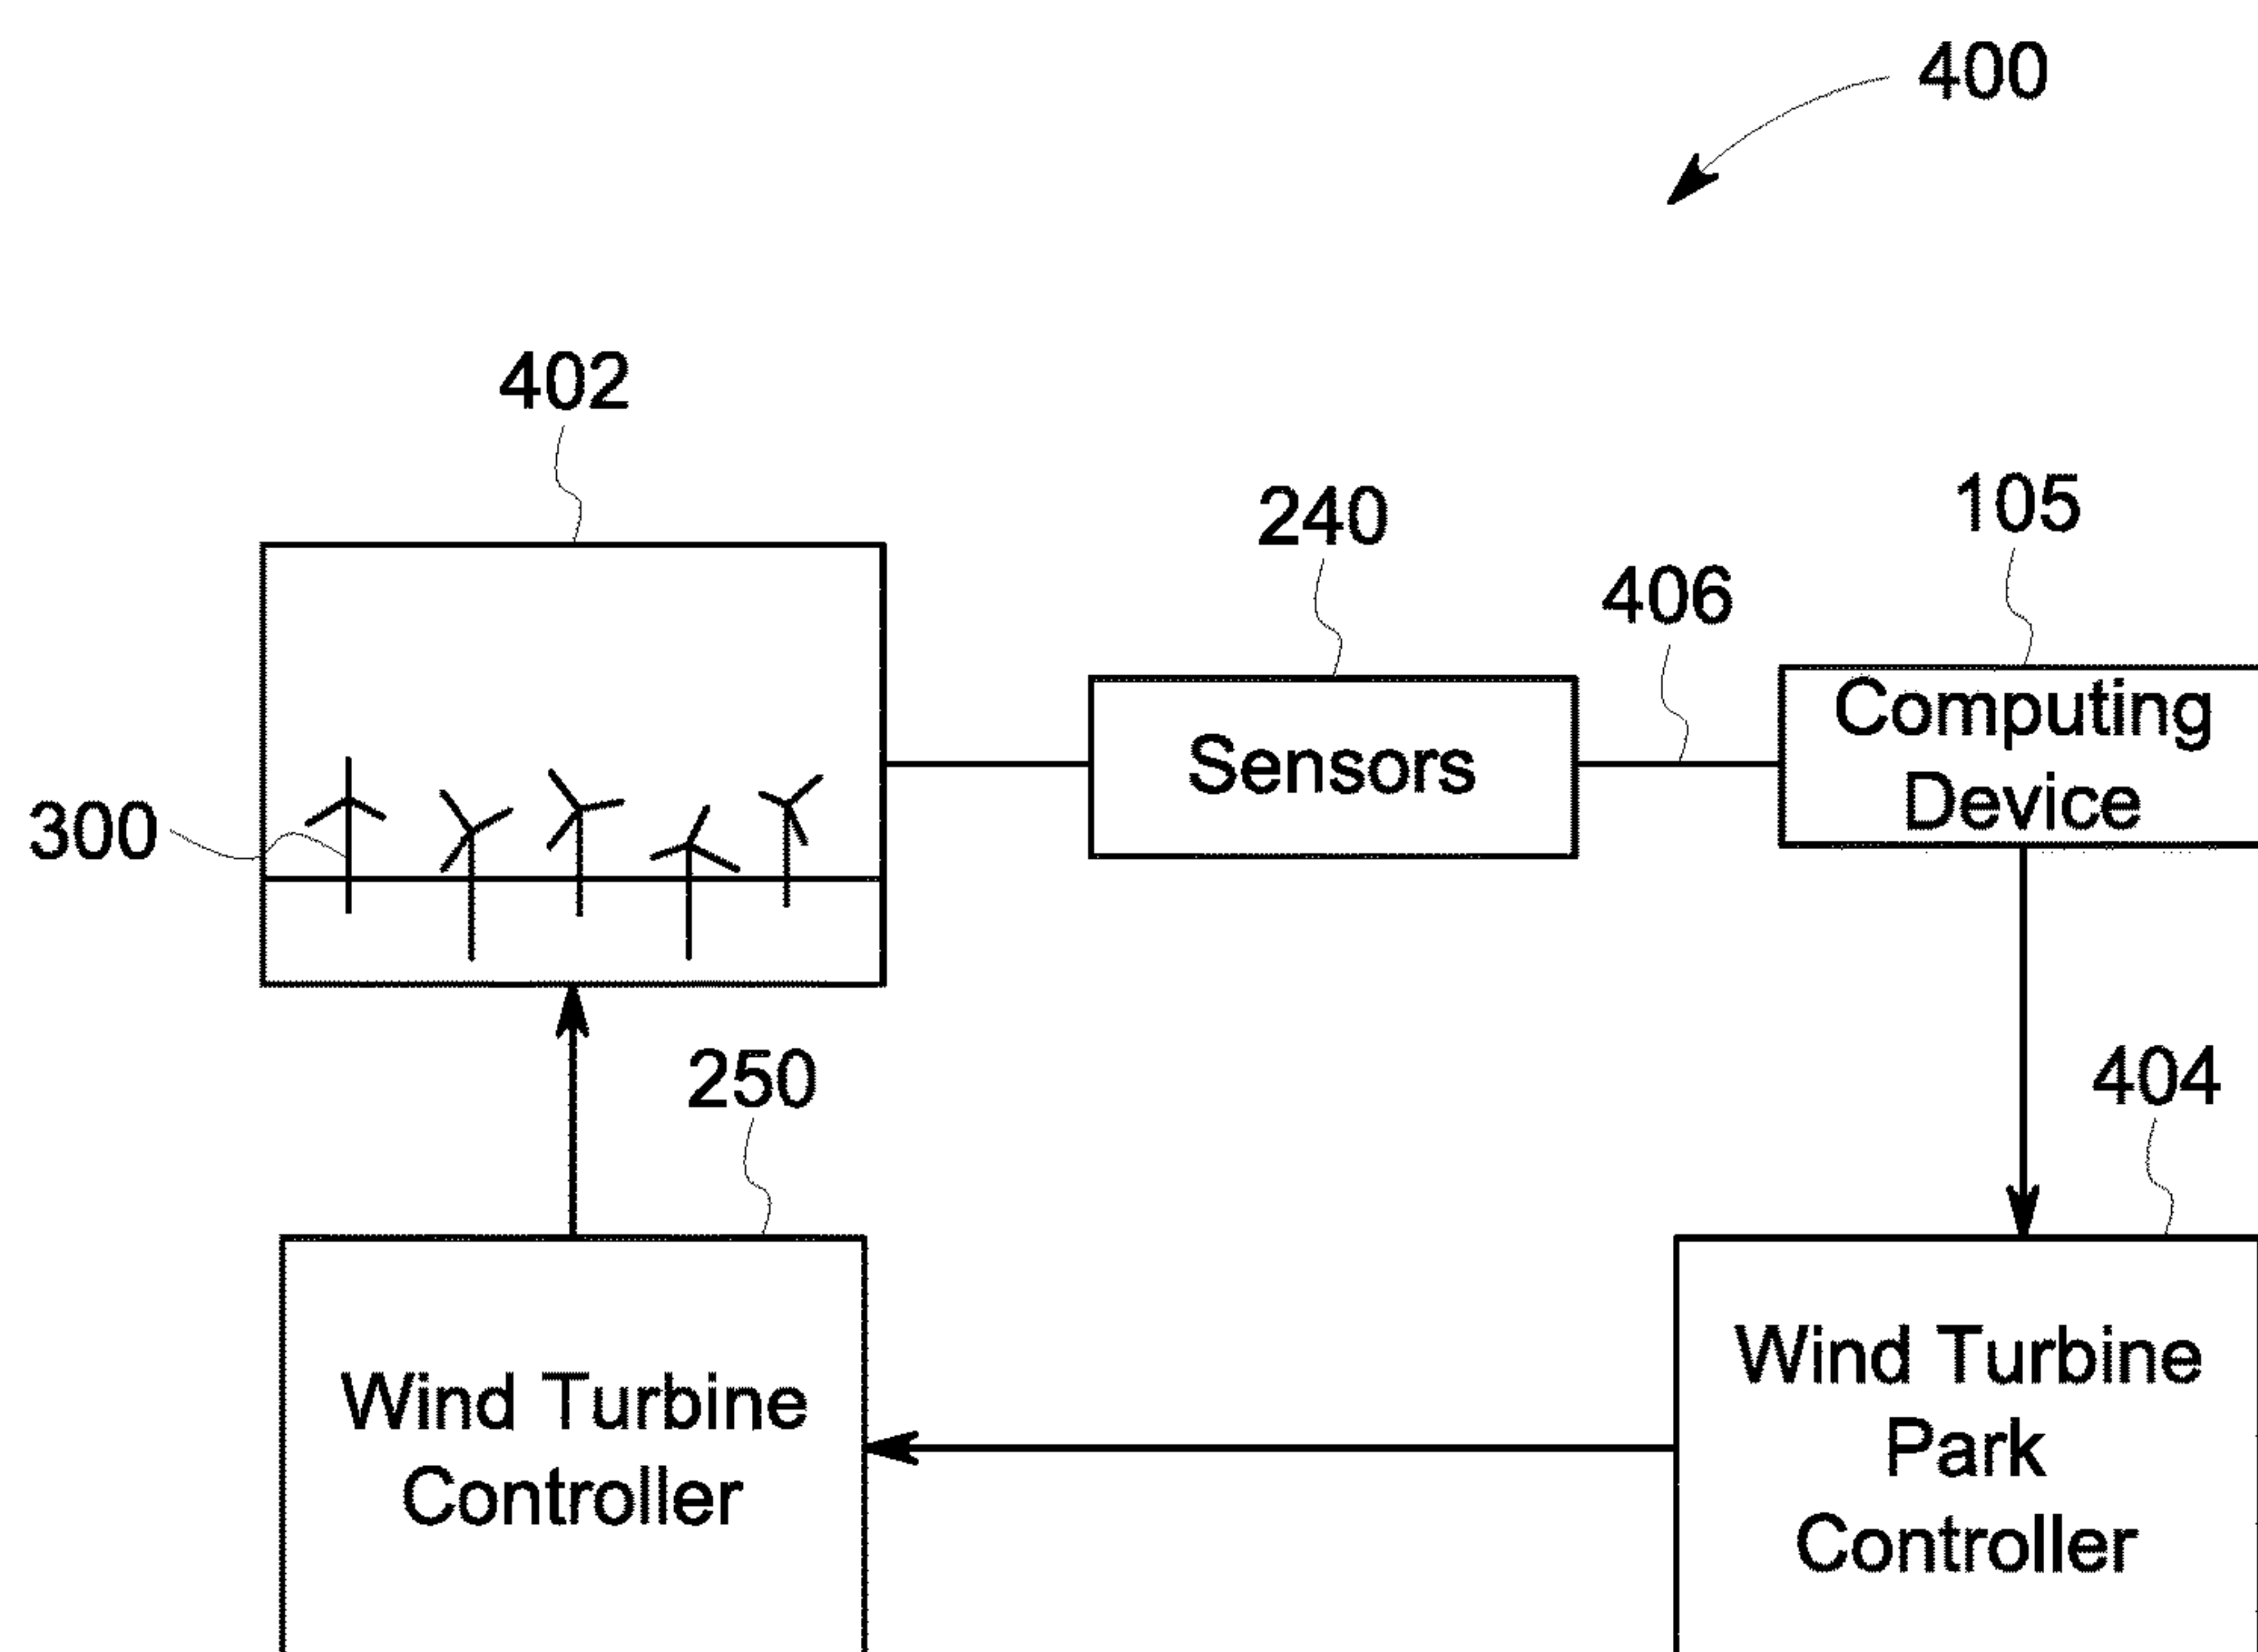 400
402
240
105
406
Computing
Device
Sensors
300
250
404
Wind Turbine
Controller
Wind Turbine
Park
Controller